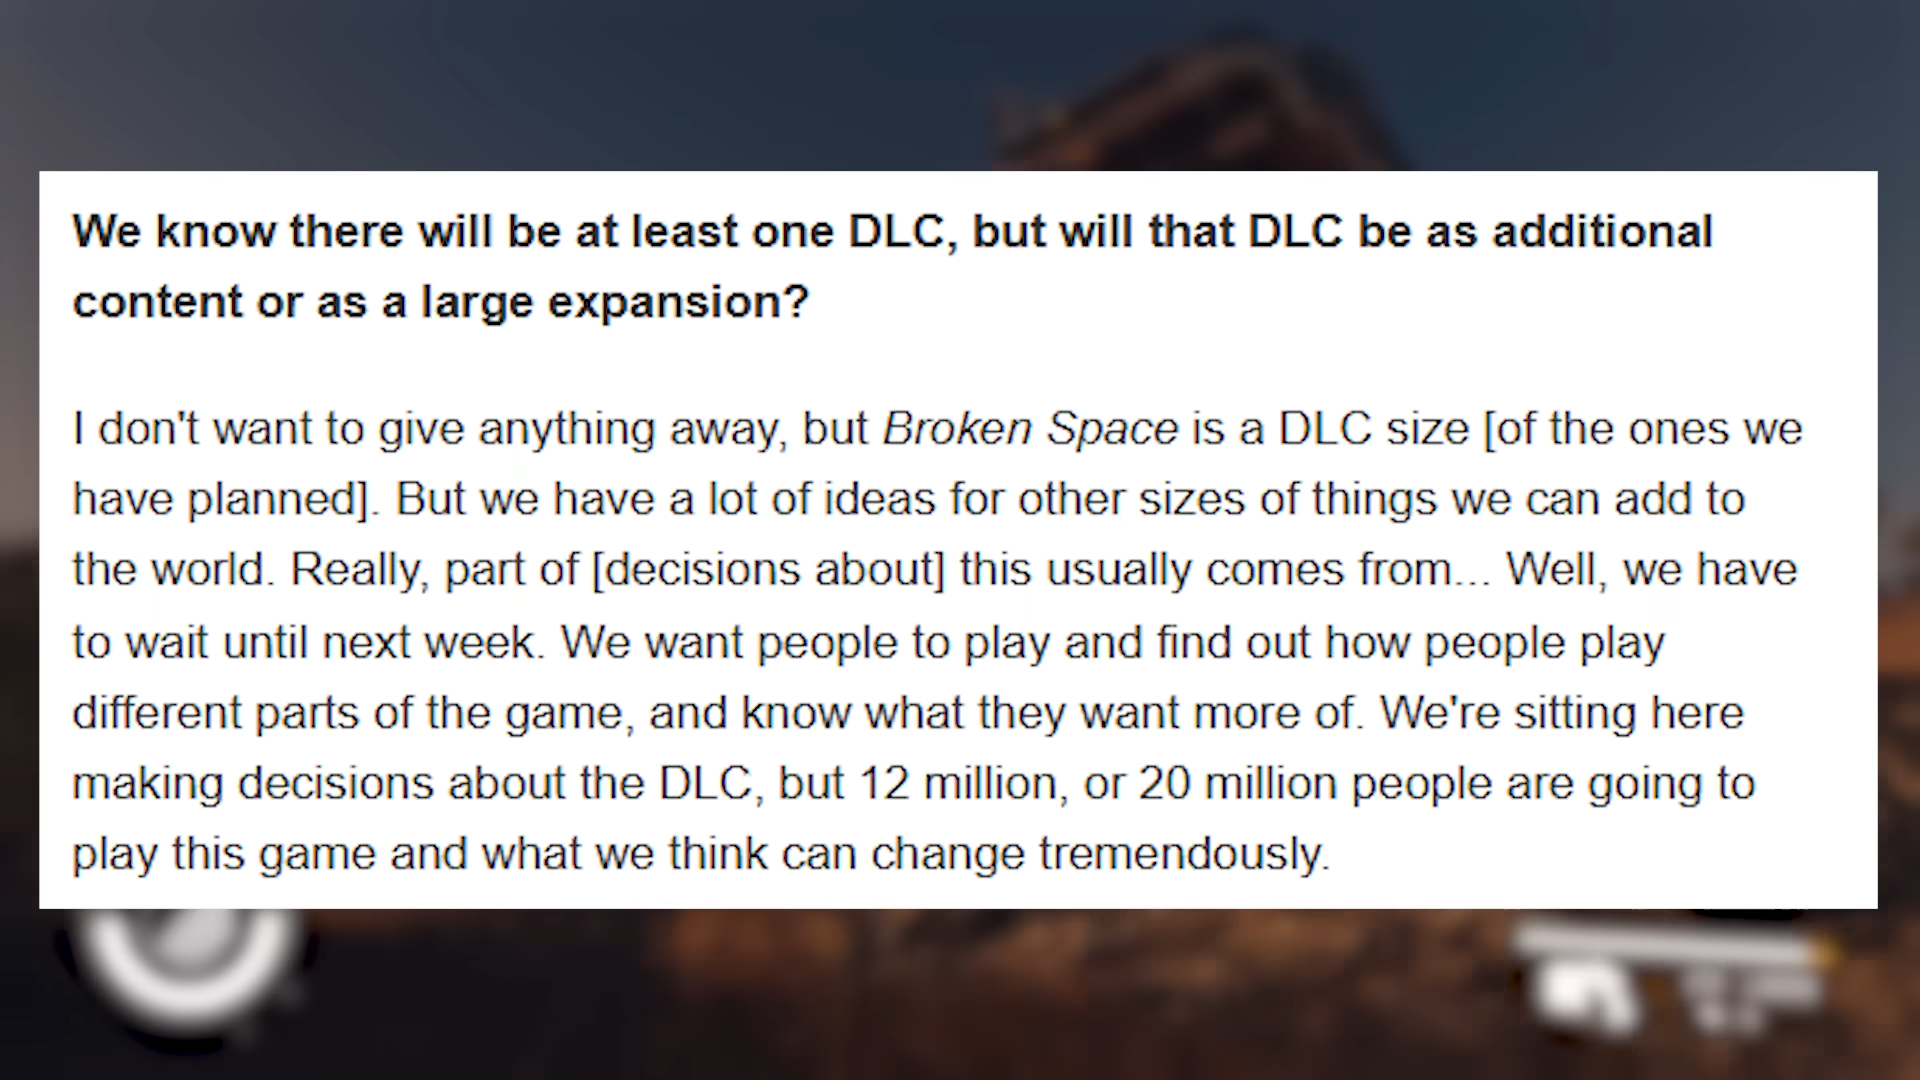 We know there will be at least one DLC, but will that DLC be as additional
content or as a large expansion?
I don't want to give anything away, but Broken Space is a DLC size [of the ones we
have planned]. But we have a lot of ideas for other sizes of things we can add to
the world. Really, part of [decisions about] this usually comes from... Well, we have
to wait until next week. We want people to play and find out how people play
different parts of the game, and know what they want more of. We're sitting here
making decisions about the DLC, but 12 million, or 20 million people are going to
play this game and what we think can change tremendously.